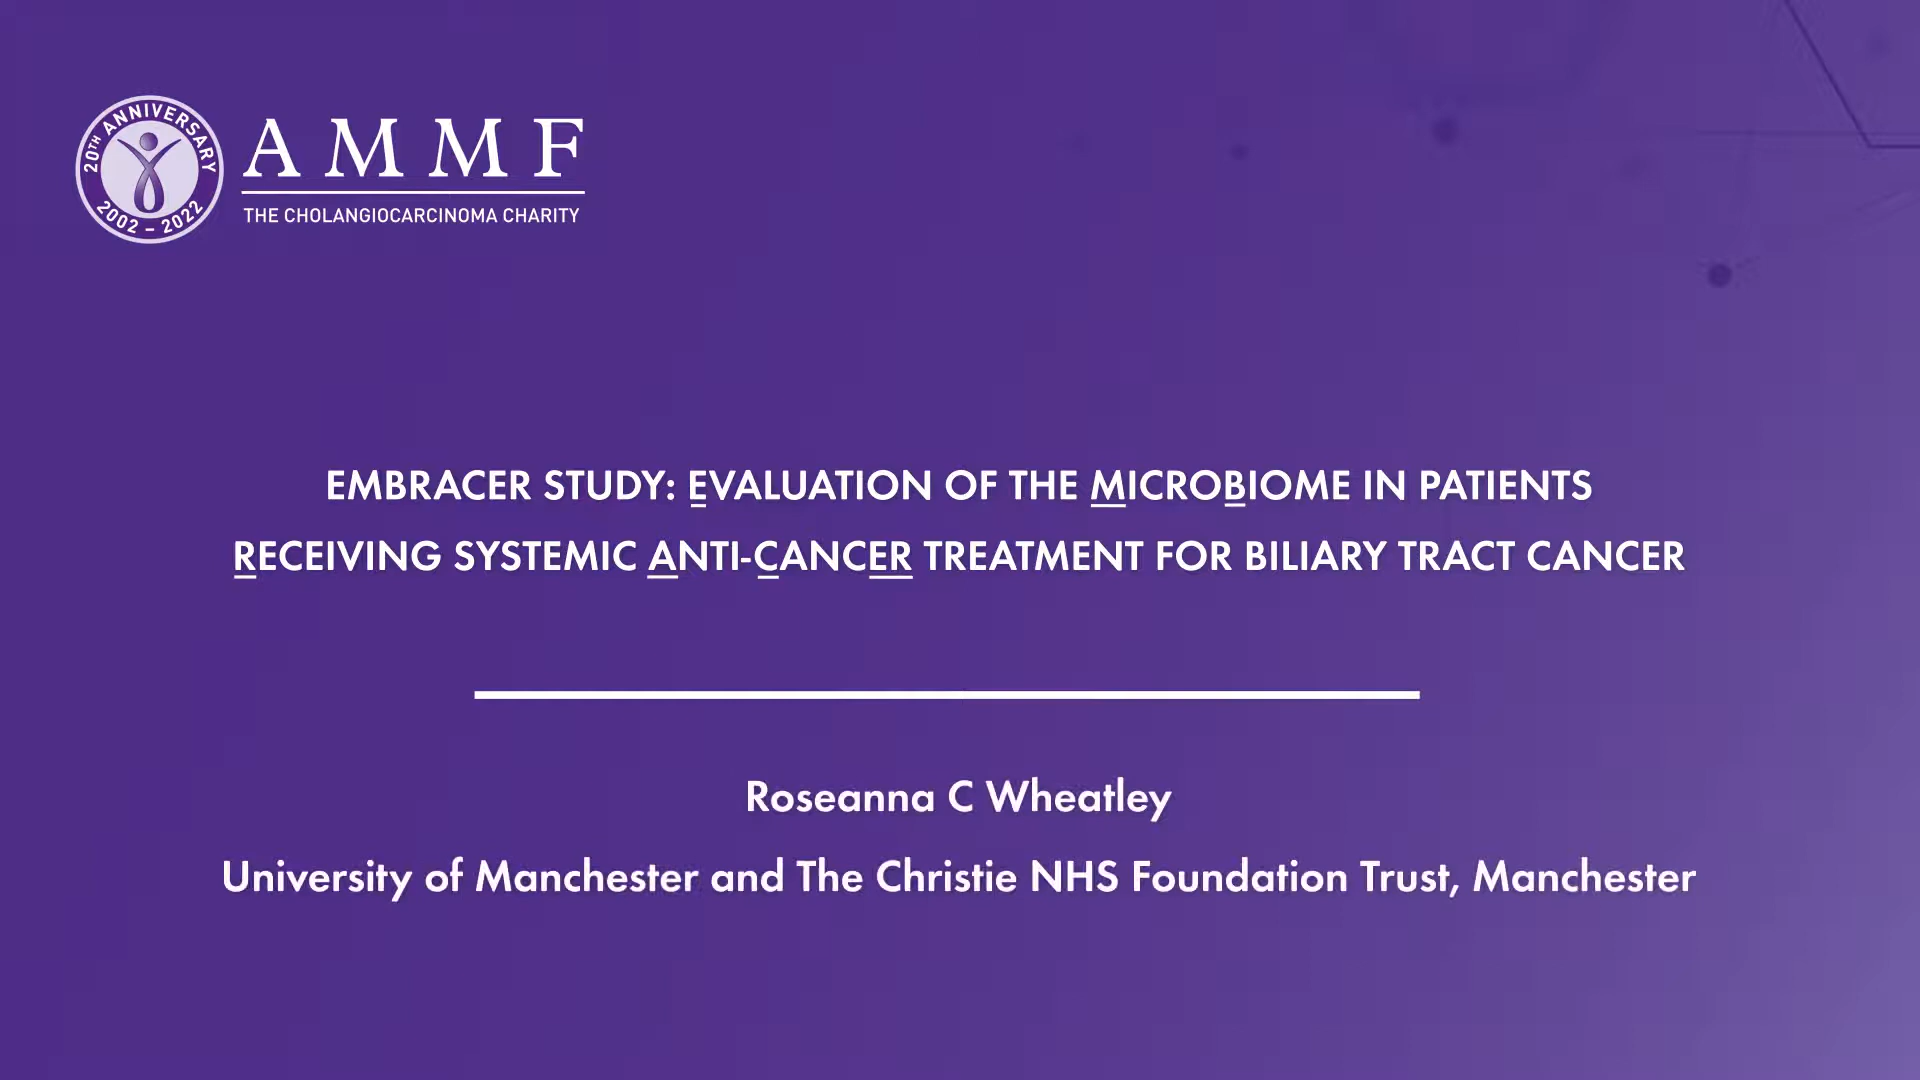 20TH ANNIVERSARY
2002 – 2022
AMMF
THE CHOLANGIOCARCINOMA CHARITY
EMBRACER STUDY: EVALUATION OF THE MICROBIOME IN PATIENTS
RECEIVING SYSTEMIC ANTI-CANCER TREATMENT FOR BILIARY TRACT CANCER
Roseanna C Wheatley
University of Manchester and The Christie NHS Foundation Trust, Manchester